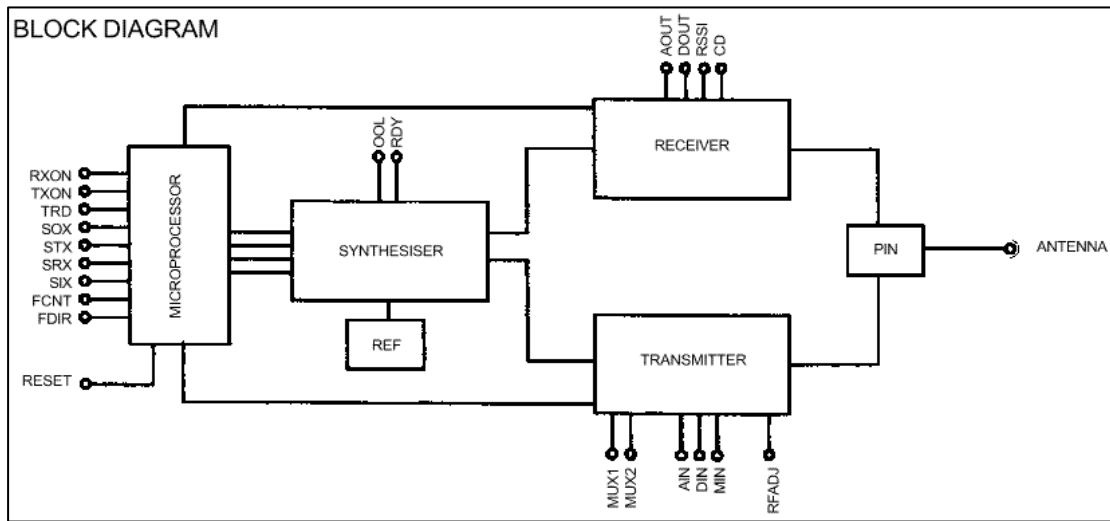 BLOCK DIAGRAM
AOUT
DOUT
RSSI
CD
OOL
RDY
RECEIVER
RXON
TXON
TRD
SOX
STX
SRX
SIX
FCNT
FDIR
RESET
MICROPROCESSOR
SYNTHESISER
REF
PIN
ANTENNA
TRANSMITTER
MUX1
MUX2
AIN
DIN
MIN
RFADJ